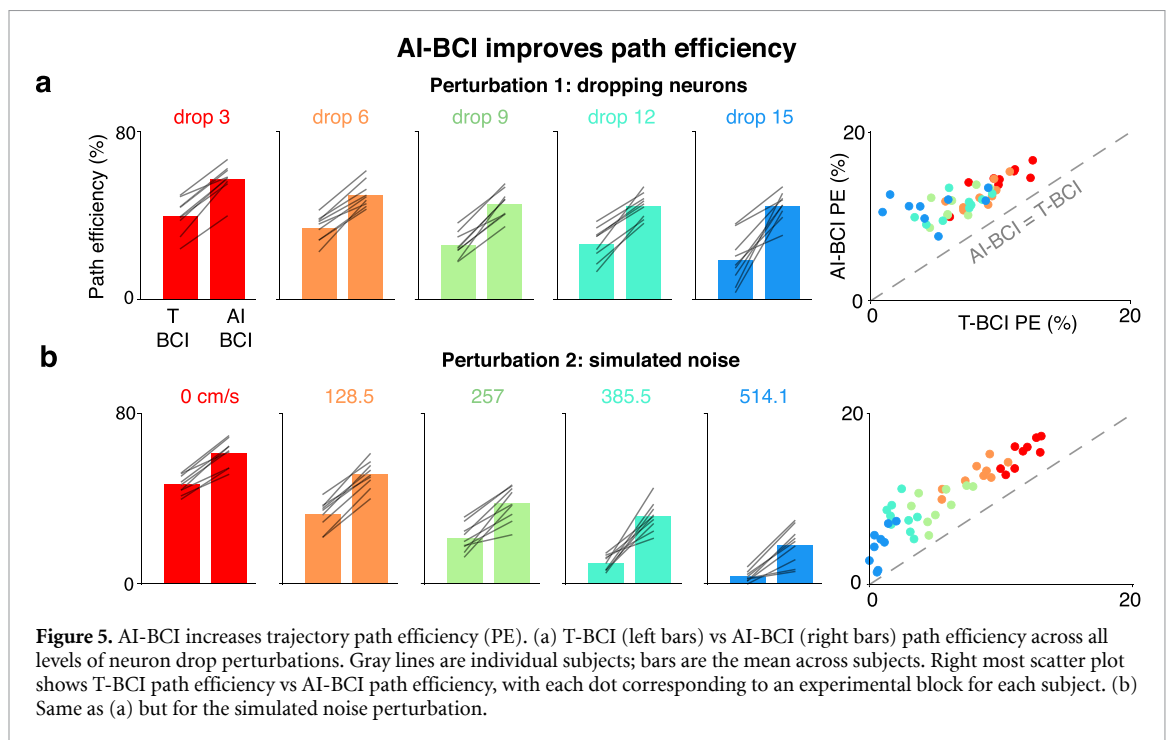 AI-BCI improves path efficiency
a
Perturbation 1: dropping neurons
drop 3 drop 6 drop 9 drop 12 drop 15
80
Path efficiency (%)
0
T BCI
AI BCI
20
AI-BCI PE (%)
0
AI-BCI = T-BCI
0 20
T-BCI PE (%)
b
Perturbation 2: simulated noise
0 cm/s 128.5 257 385.5 514.1
80
0
20
0
0 20
Figure 5. AI-BCI increases trajectory path efficiency (PE). (a) T-BCI (left bars) vs AI-BCI (right bars) path efficiency across all
levels of neuron drop perturbations. Gray lines are individual subjects; bars are the mean across subjects. Right most scatter plot
shows T-BCI path efficiency vs AI-BCI path efficiency, with each dot corresponding to an experimental block for each subject. (b)
Same as (a) but for the simulated noise perturbation.